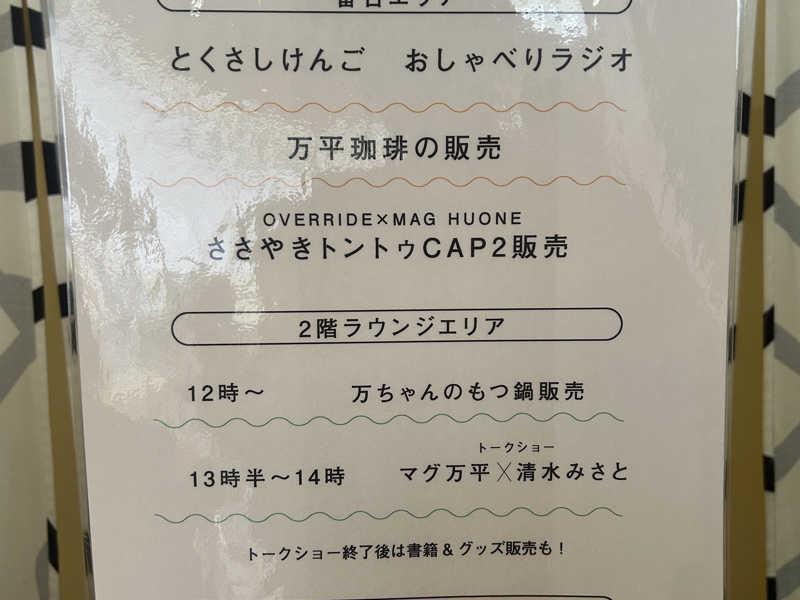 とくさしけんご　おしゃべりラジオ
万平珈琲の販売
OVERRIDE×MAG HUONE
ささやきトントゥCAP2販売
2階ラウンジエリア
12時～　万ちゃんのもつ鍋販売
トークショー
13時半～14時　マグ万平╳清水みさと
トークショー終了後は書籍&グッズ販売も！